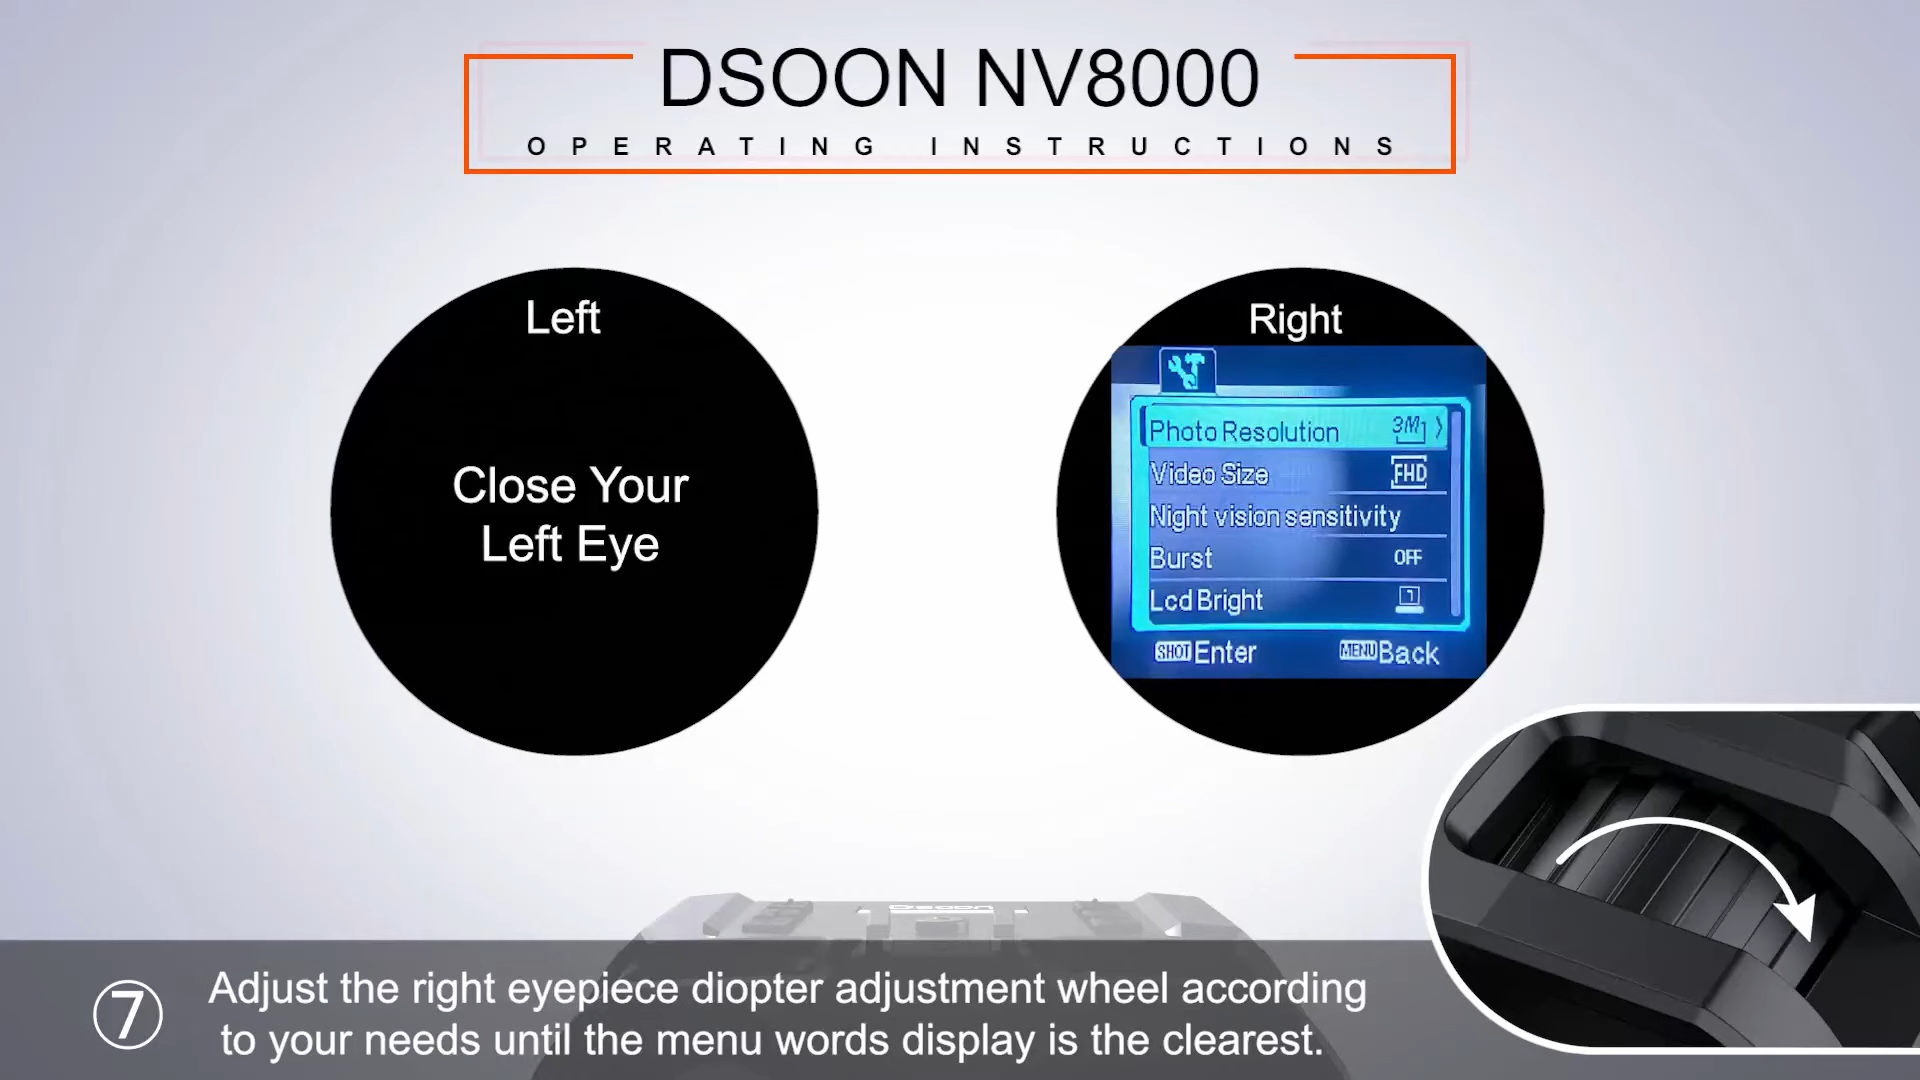 DSOON NV8000
OPERATING INSTRUCTIONS
Left
Close Your
Left Eye
Right
Photo Resolution 3M
Video Size FHD
Night vision sensitivity
Burst OFF
Lcd Bright 1
SHOT Enter MENU Back
Dsoon
7 Adjust the right eyepiece diopter adjustment wheel according
to your needs until the menu words display is the clearest.